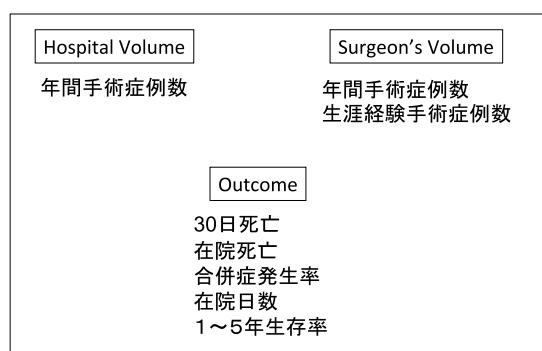 Hospital Volume
年間手術症例数
Surgeon's Volume
年間手術症例数
生涯経験手術症例数
Outcome
30日死亡
在院死亡
合併症発生率
在院日数
1～5年生存率